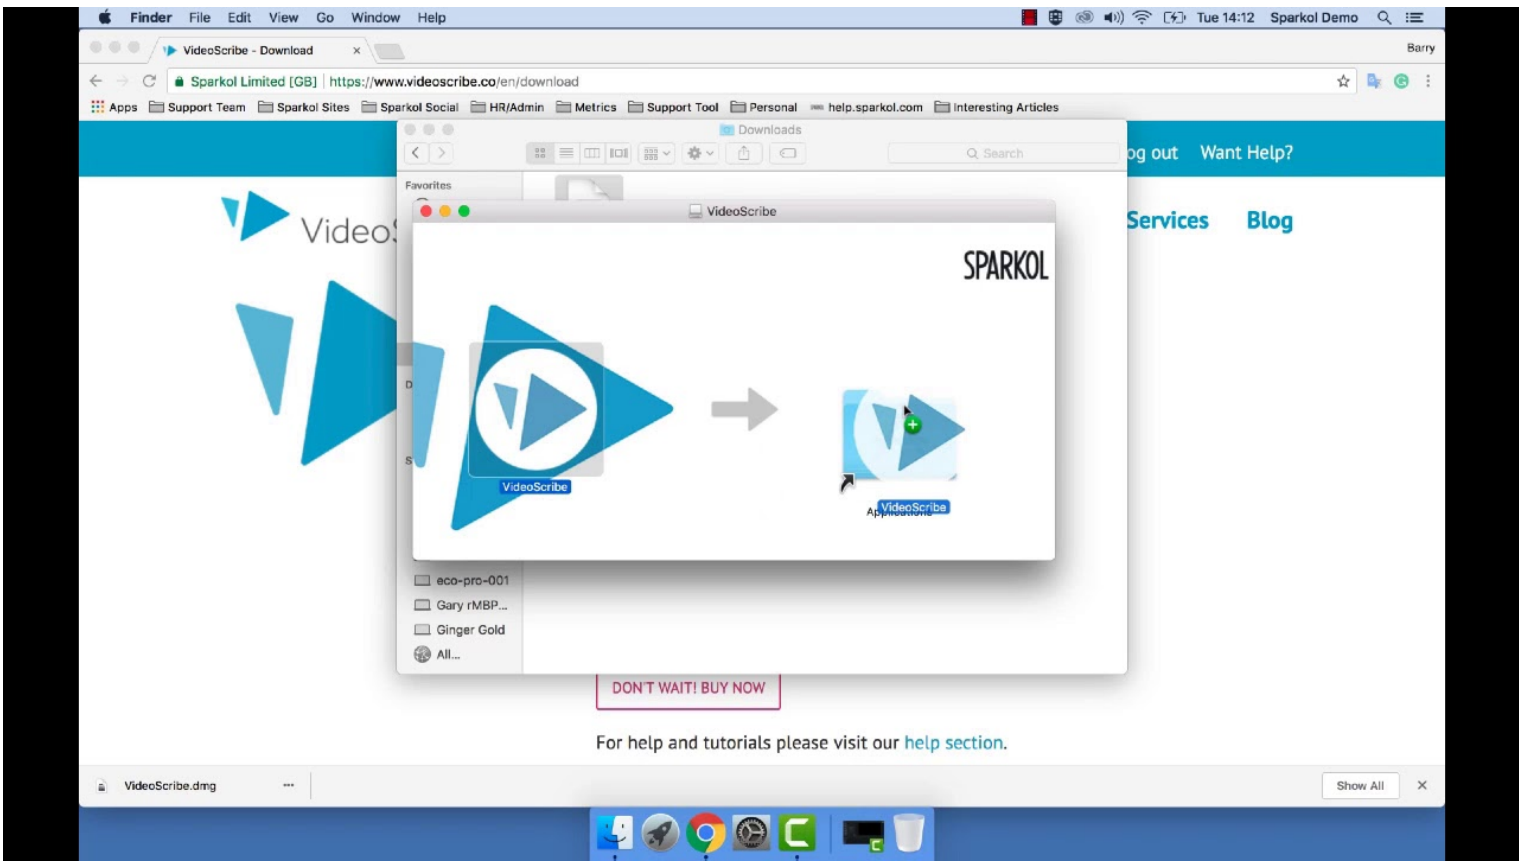 Finder File Edit View Go Window Help Tue 14:12 Sparkol Demo
VideoScribe - Download Barry
Sparkol Limited [GB] https://www.videoscribe.co/en/download
Apps Support Team Sparkol Sites Sparkol Social HR/Admin Metrics Support Tool Personal help.sparkol.com Interesting Articles
Downloads
Search
og out Want Help?
Favorites
VideoScribe
Services Blog
SPARKOL
D
S
VideoScribe
VideoScribe
Applications
eco-pro-001
Gary rMBP...
Ginger Gold
All...
DON'T WAIT! BUY NOW
For help and tutorials please visit our help section.
VideoScribe.dmg
Show All